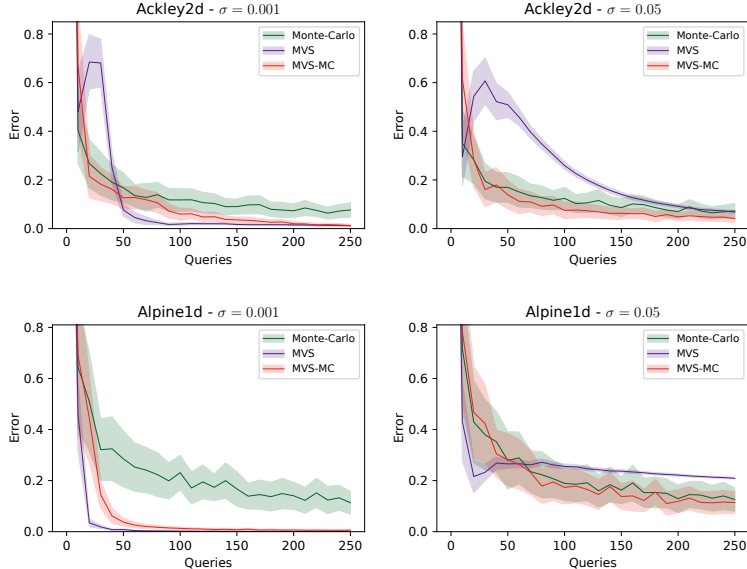 Ackley2d - σ = 0.001
Error
0.8
0.6
0.4
0.2
0.0
0 50 100 150 200 250
Queries
Monte-Carlo
MVS
MVS-MC
Ackley2d - σ = 0.05
Error
0.8
0.6
0.4
0.2
0.0
0 50 100 150 200 250
Queries
Monte-Carlo
MVS
MVS-MC
Alpine1d - σ = 0.001
Error
0.8
0.6
0.4
0.2
0.0
0 50 100 150 200 250
Queries
Monte-Carlo
MVS
MVS-MC
Alpine1d - σ = 0.05
Error
0.8
0.6
0.4
0.2
0.0
0 50 100 150 200 250
Queries
Monte-Carlo
MVS
MVS-MC